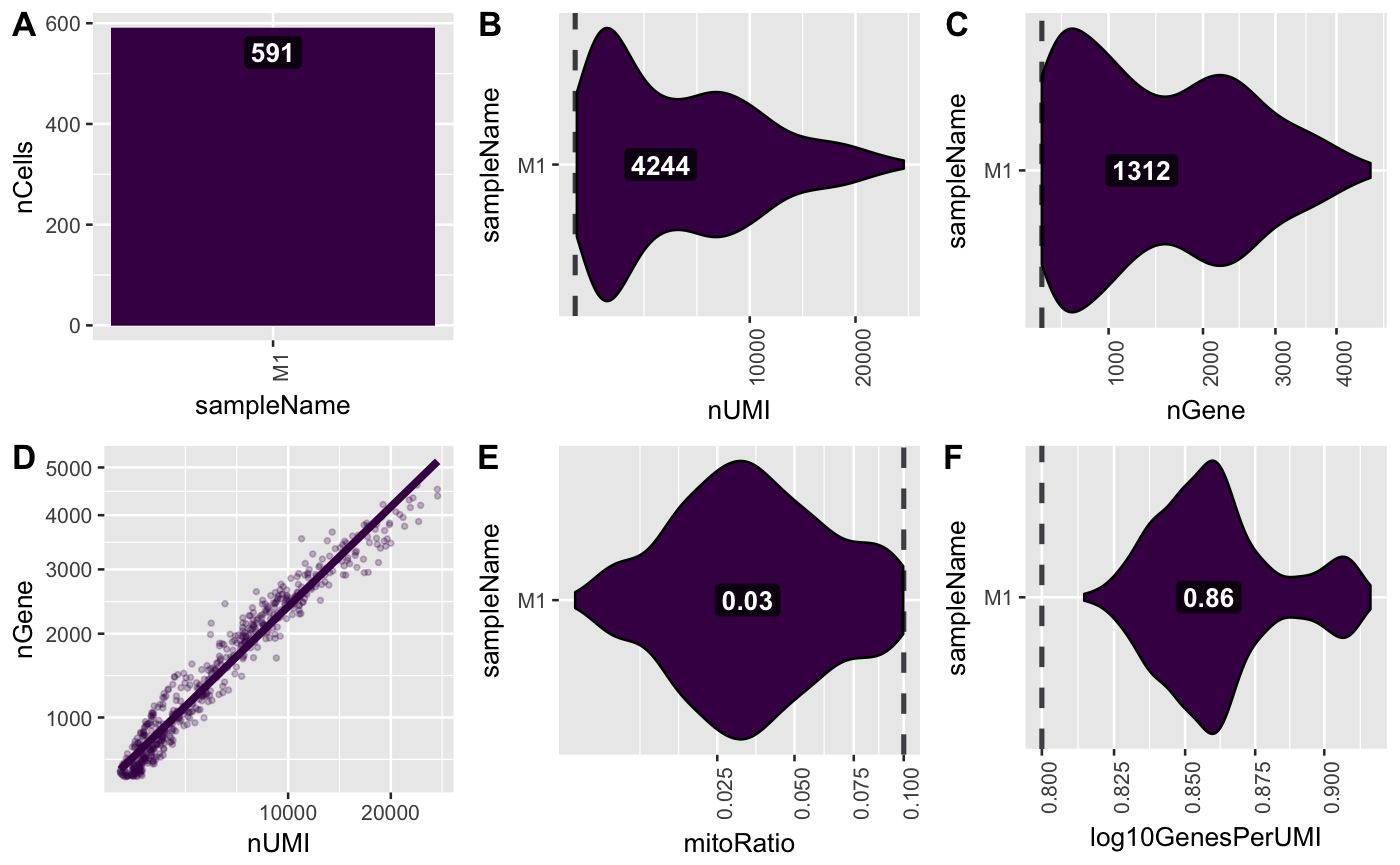 A
600
400
200
0
nCells
591
M1
sampleName
B
sampleName
M1
4244
10000
20000
nUMI
C
sampleName
M1
1312
1000
2000
3000
4000
nGene
D
5000
4000
3000
2000
1000
nGene
10000
20000
nUMI
E
sampleName
M1
0.03
0.025
0.050
0.075
0.100
mitoRatio
F
sampleName
M1
0.86
0.800
0.825
0.850
0.875
0.900
log10GenesPerUMI